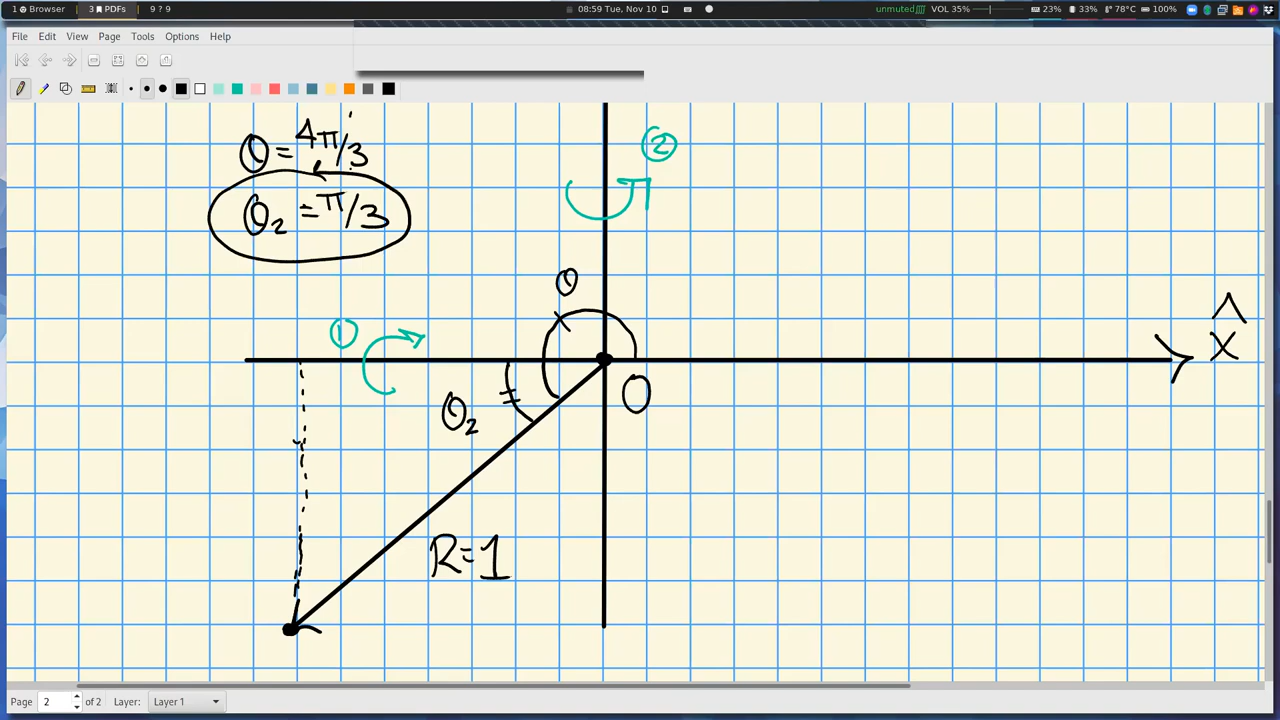 1 Browser 3 PDFs 9 ? 9 08:59 Tue, Nov 10 unmuted VOL 35% 23% 33% 78°C 100%
File Edit View Page Tools Options Help
θ = 4π/3
θ₂ = π/3
②
θ
①
x̂
θ₂
O
R=1
Page 2 of 2 Layer: Layer 1